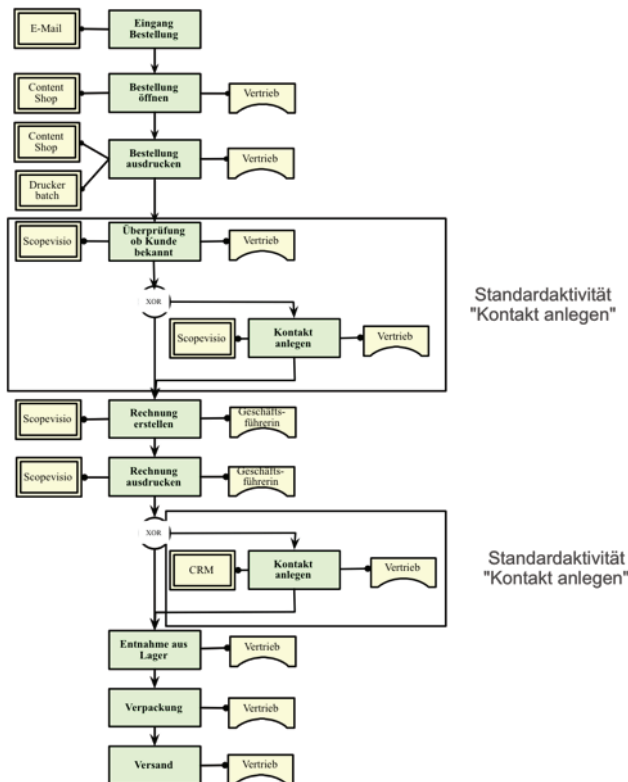 E-Mail
Eingang
Bestellung
Content
Shop
Bestellung
öffnen
Vertrieb
Content
Shop
Drucker
batch
Bestellung
ausdrucken
Vertrieb
Scopevisio
Überprüfung
ob Kunde
bekannt
Vertrieb
XOR
Scopevisio
Kontakt
anlegen
Vertrieb
Standardaktivität
"Kontakt anlegen"
Scopevisio
Rechnung
erstellen
Geschäfts-
führerin
Scopevisio
Rechnung
ausdrucken
Geschäfts-
führerin
XOR
CRM
Kontakt
anlegen
Vertrieb
Standardaktivität
"Kontakt anlegen"
Entnahme aus
Lager
Vertrieb
Verpackung
Vertrieb
Versand
Vertrieb